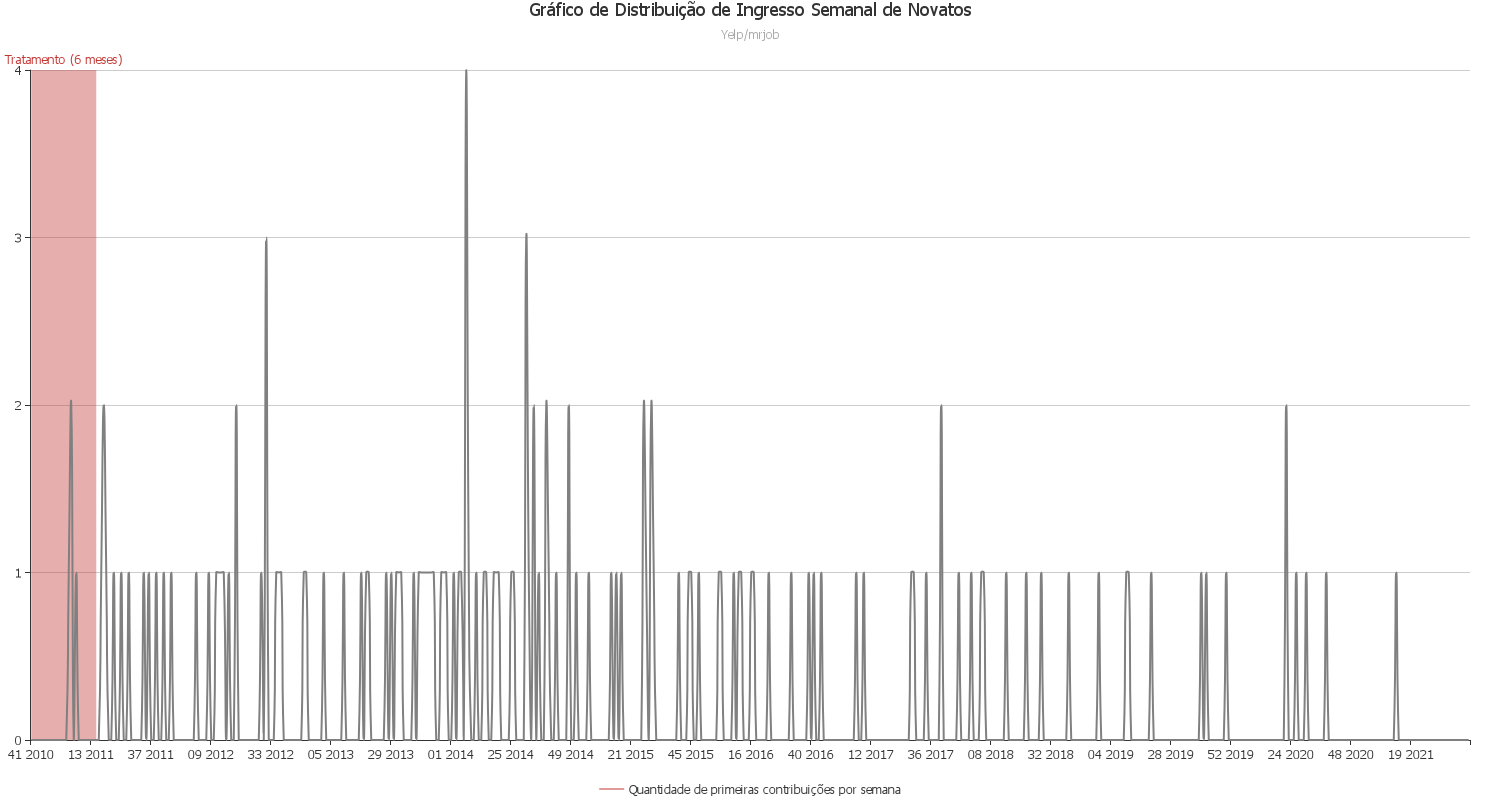 Gráfico de Distribuição de Ingresso Semanal de Novatos
Yelp/mrjob
Tratamento (6 meses)
4
3
2
1
0
41 2010 13 2011 37 2011 09 2012 33 2012 05 2013 29 2013 01 2014 25 2014 49 2014 21 2015 45 2015 16 2016 40 2016 12 2017 36 2017 08 2018 32 2018 04 2019 28 2019 52 2019 24 2020 48 2020 19 2021
Quantidade de primeiras contribuições por semana